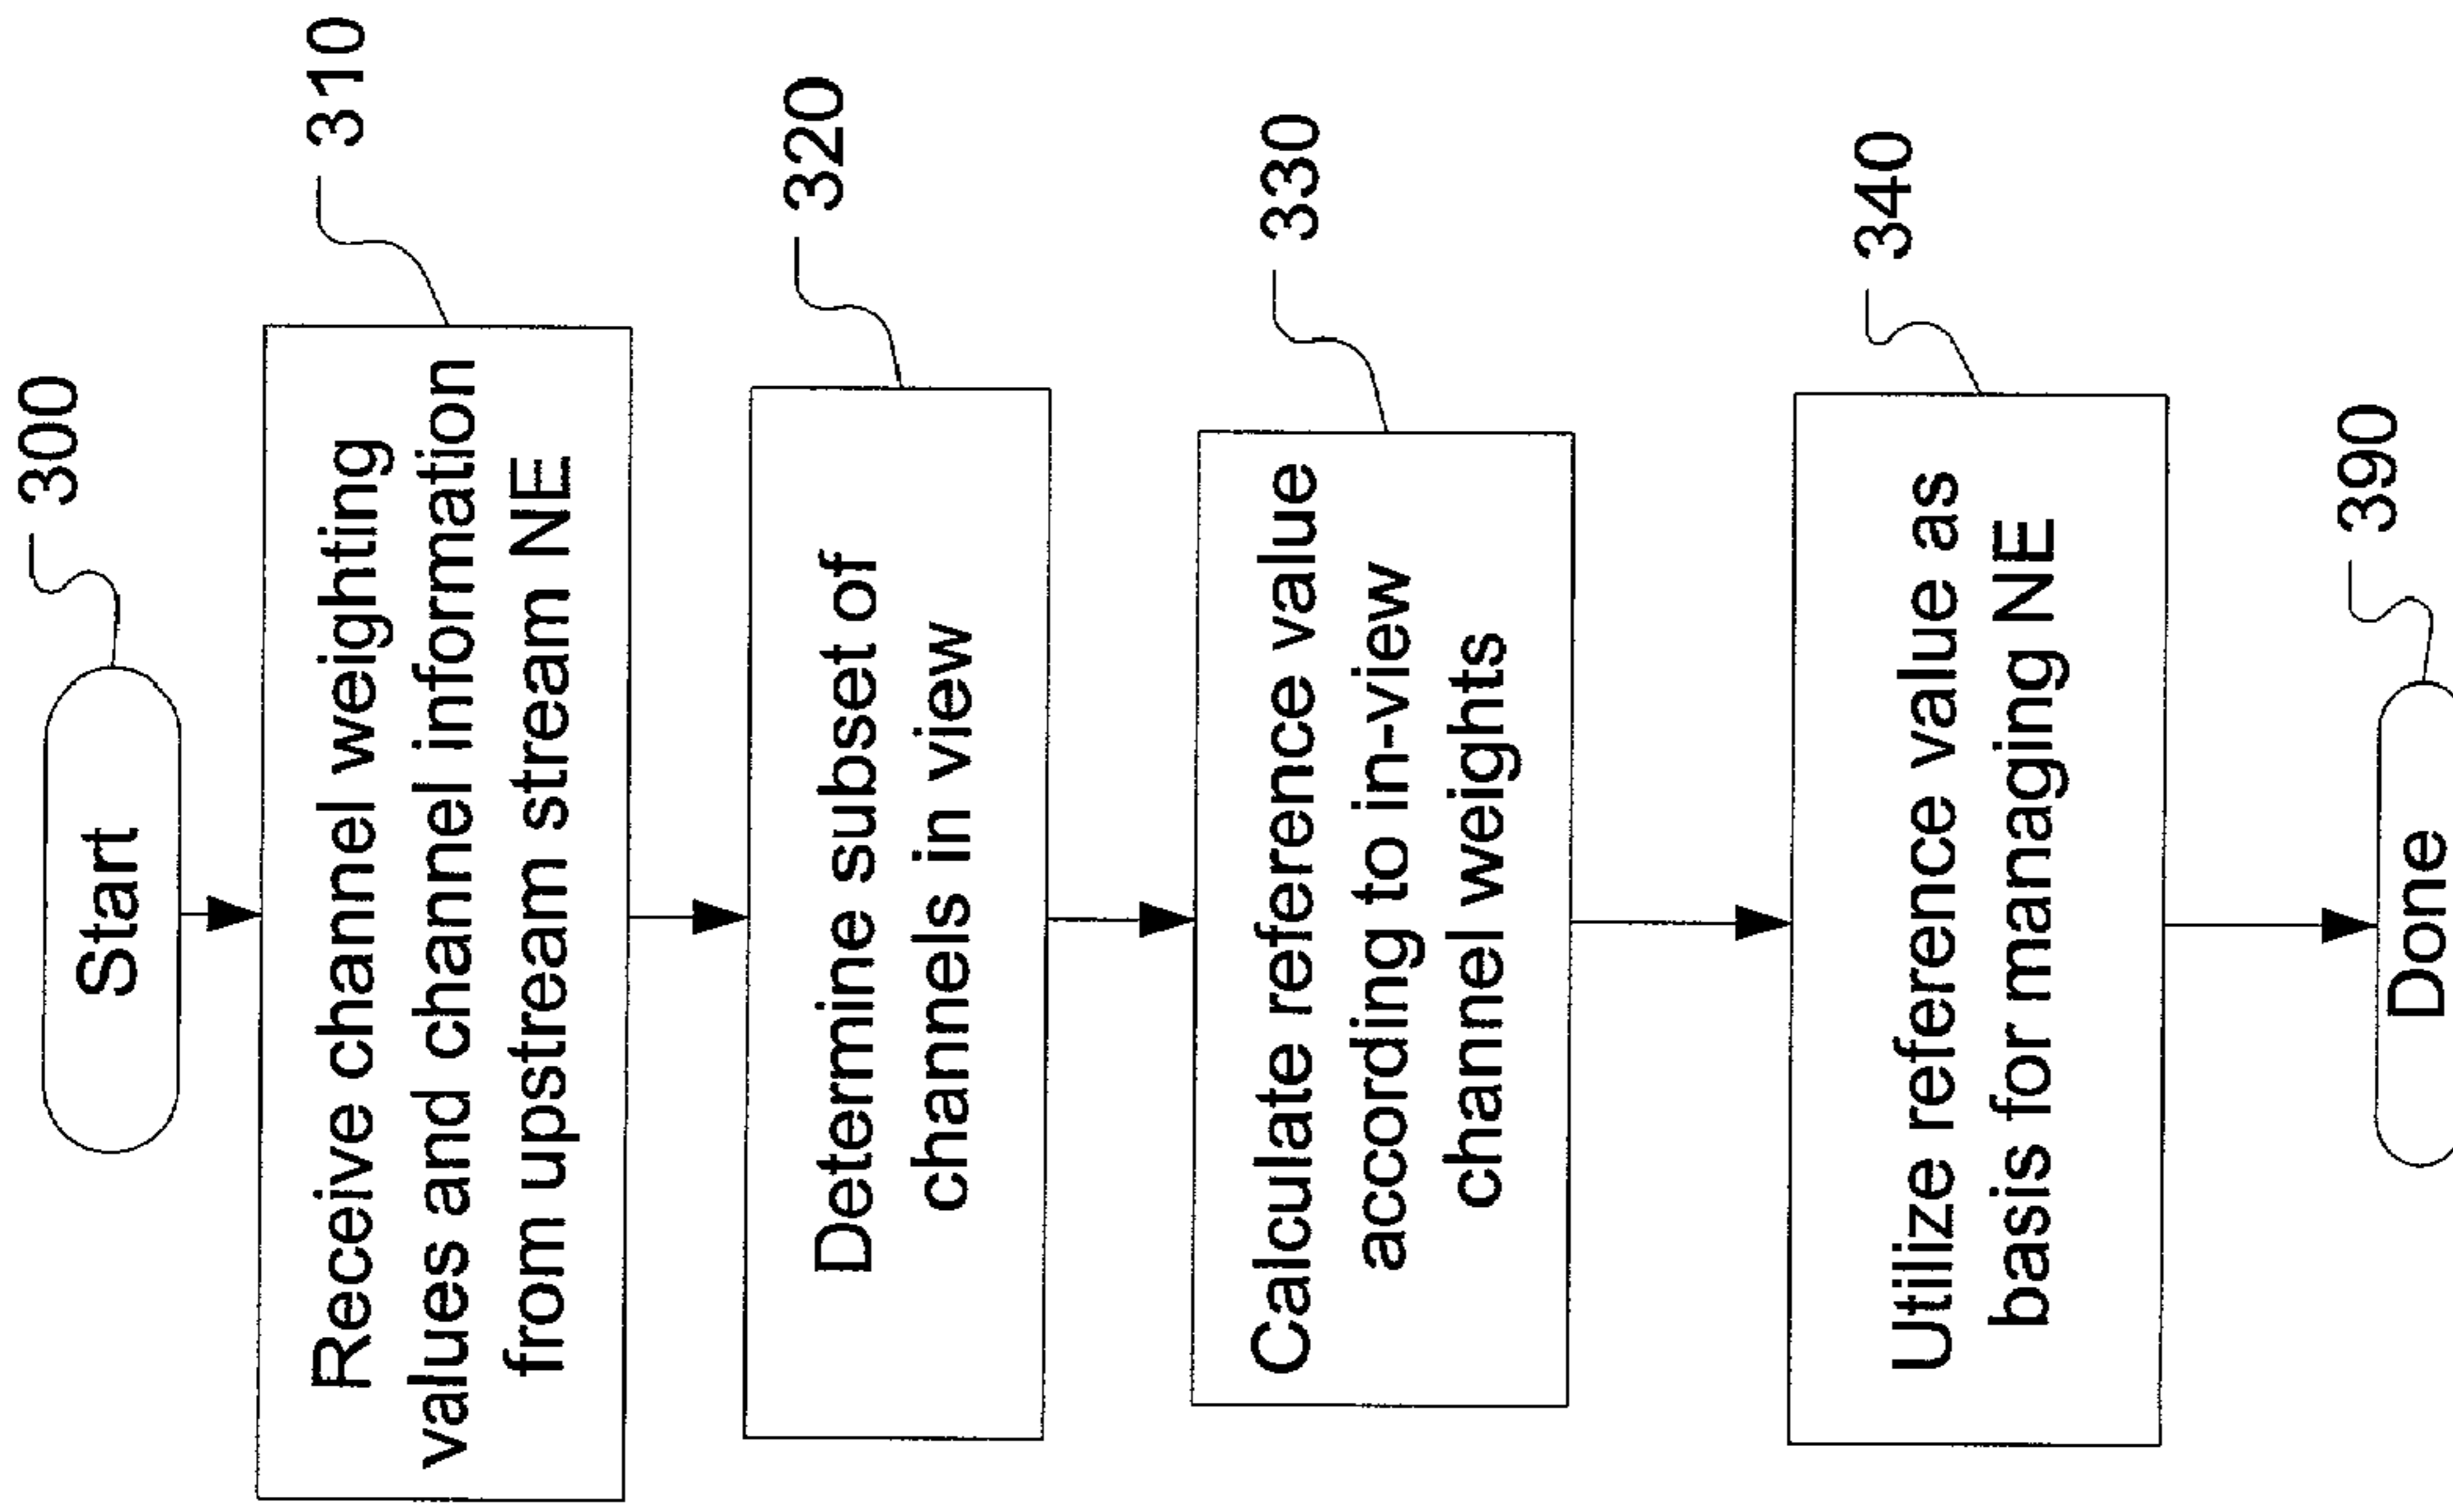 Start
300
Receive channel weighting
values and channel information
from upstream stream NE
310
Determine subset of
channels in view
320
Calculate reference value
according to in-view
channel weights
330
Utilize reference value as
basis for managing NE
340
Done
390